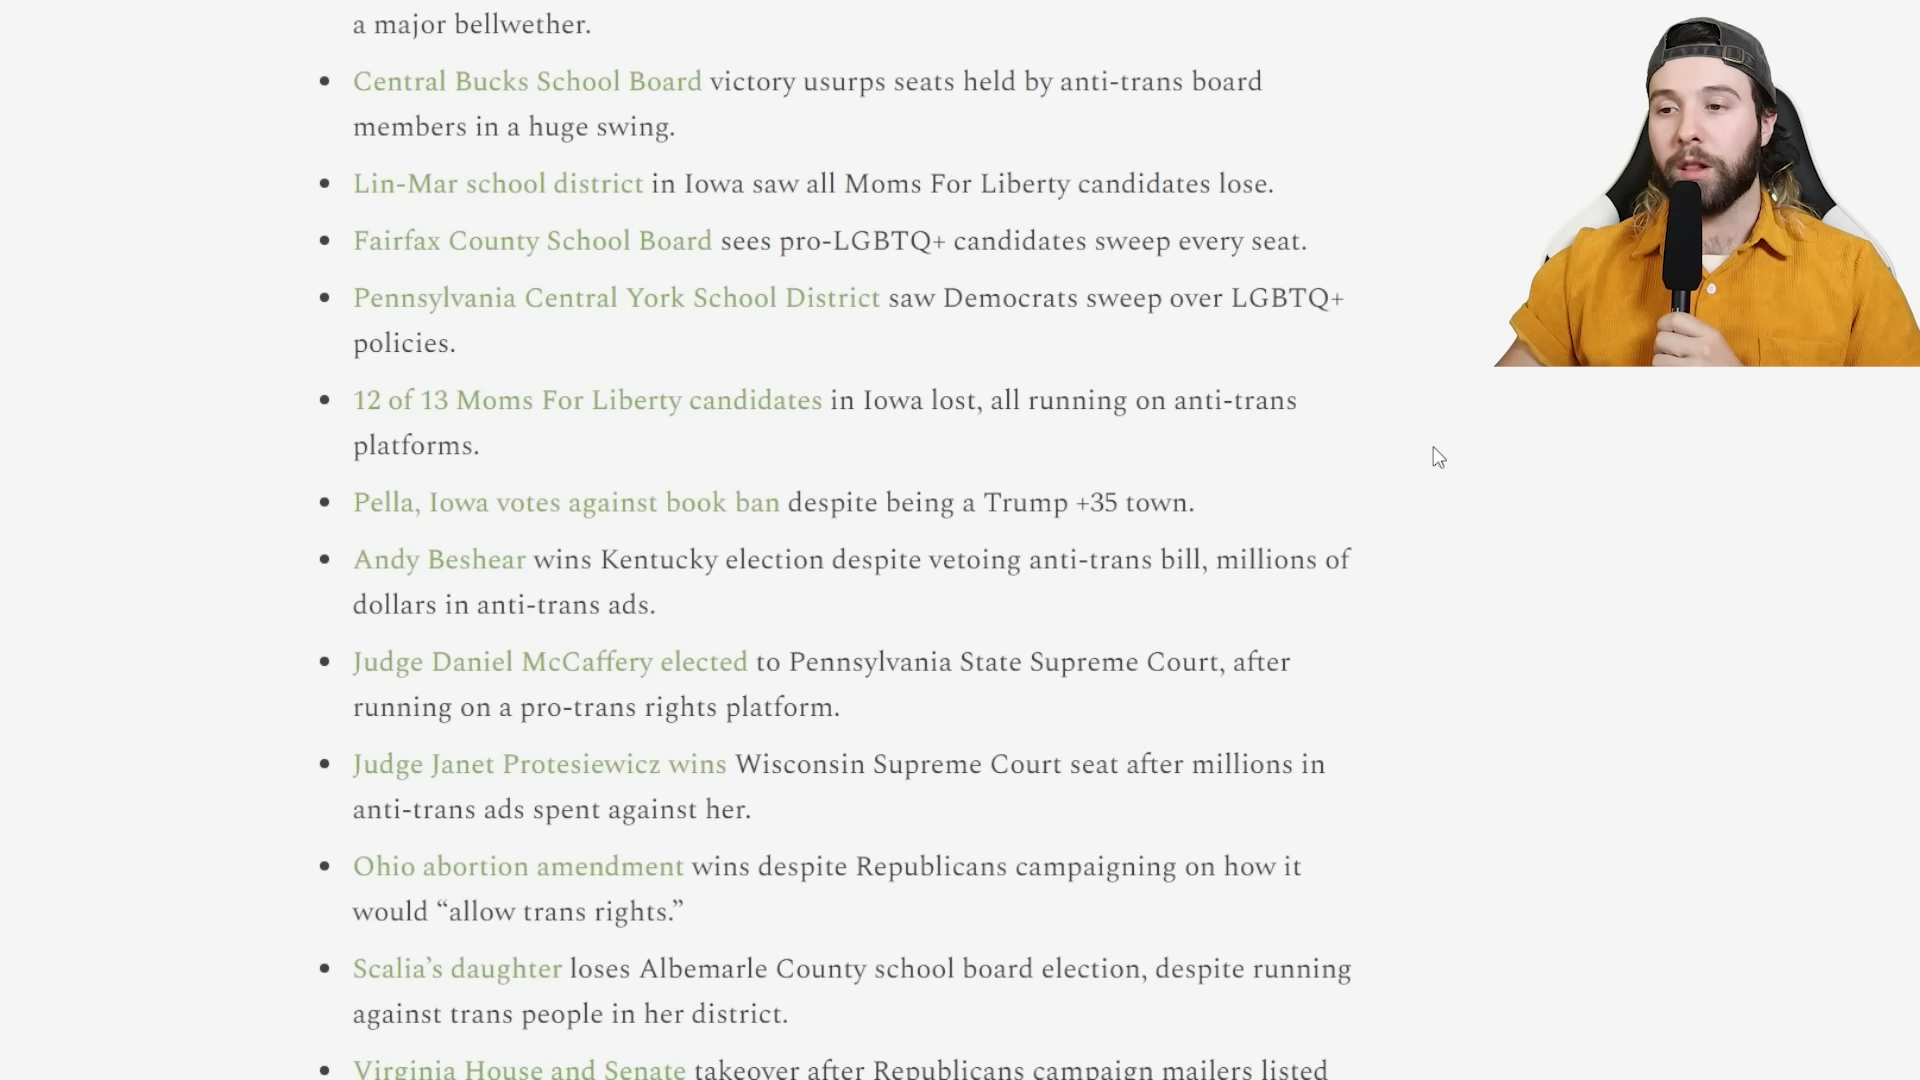 a major bellwether.
Central Bucks School Board victory usurps seats held by anti-trans board
members in a huge swing.
Lin-Mar school district in Iowa saw all Moms For Liberty candidates lose.
Fairfax County School Board sees pro-LGBTQ+ candidates sweep every seat.
Pennsylvania Central York School District saw Democrats sweep over LGBTQ+
policies.
12 of 13 Moms For Liberty candidates in Iowa lost, all running on anti-trans
platforms.
Pella, Iowa votes against book ban despite being a Trump +35 town.
Andy Beshear wins Kentucky election despite vetoing anti-trans bill, millions of
dollars in anti-trans ads.
Judge Daniel McCaffery elected to Pennsylvania State Supreme Court, after
running on a pro-trans rights platform.
Judge Janet Protesiewicz wins Wisconsin Supreme Court seat after millions in
anti-trans ads spent against her.
Ohio abortion amendment wins despite Republicans campaigning on how it
would “allow trans rights.”
Scalia’s daughter loses Albemarle County school board election, despite running
against trans people in her district.
Virginia House and Senate takeover after Republicans campaign mailers listed